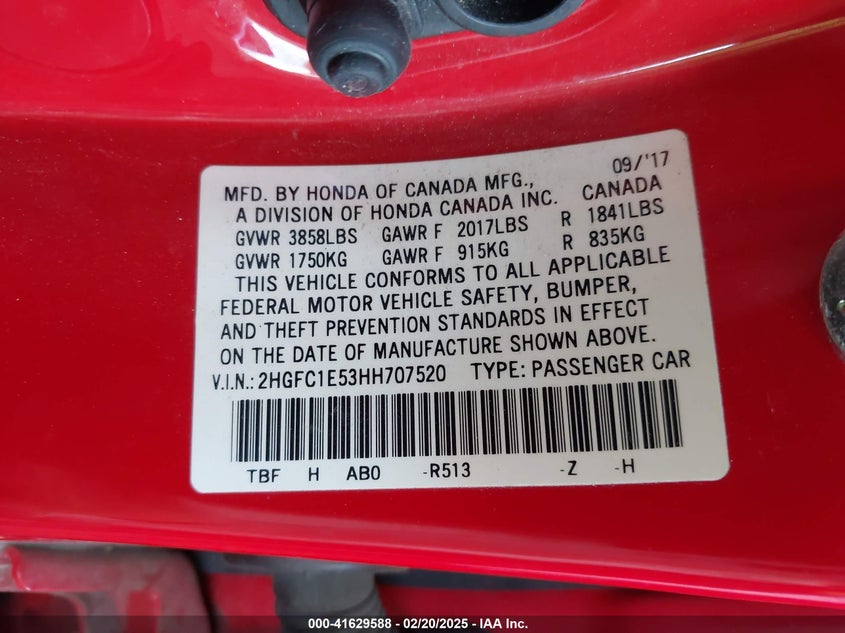 09/'17
MFD. BY HONDA OF CANADA MFG., CANADA
A DIVISION OF HONDA CANADA INC.
GVWR 3858LBS GAWR F 2017LBS R 1841LBS
GVWR 1750KG GAWR F 915KG R 835KG
THIS VEHICLE CONFORMS TO ALL APPLICABLE
FEDERAL MOTOR VEHICLE SAFETY, BUMPER,
AND THEFT PREVENTION STANDARDS IN EFFECT
ON THE DATE OF MANUFACTURE SHOWN ABOVE.
V.I.N.: 2HGFC1E53HH707520 TYPE: PASSENGER CAR
TBF H AB0 -R513 -Z -H
000-41629588 - 02/20/2025 - IAA Inc.